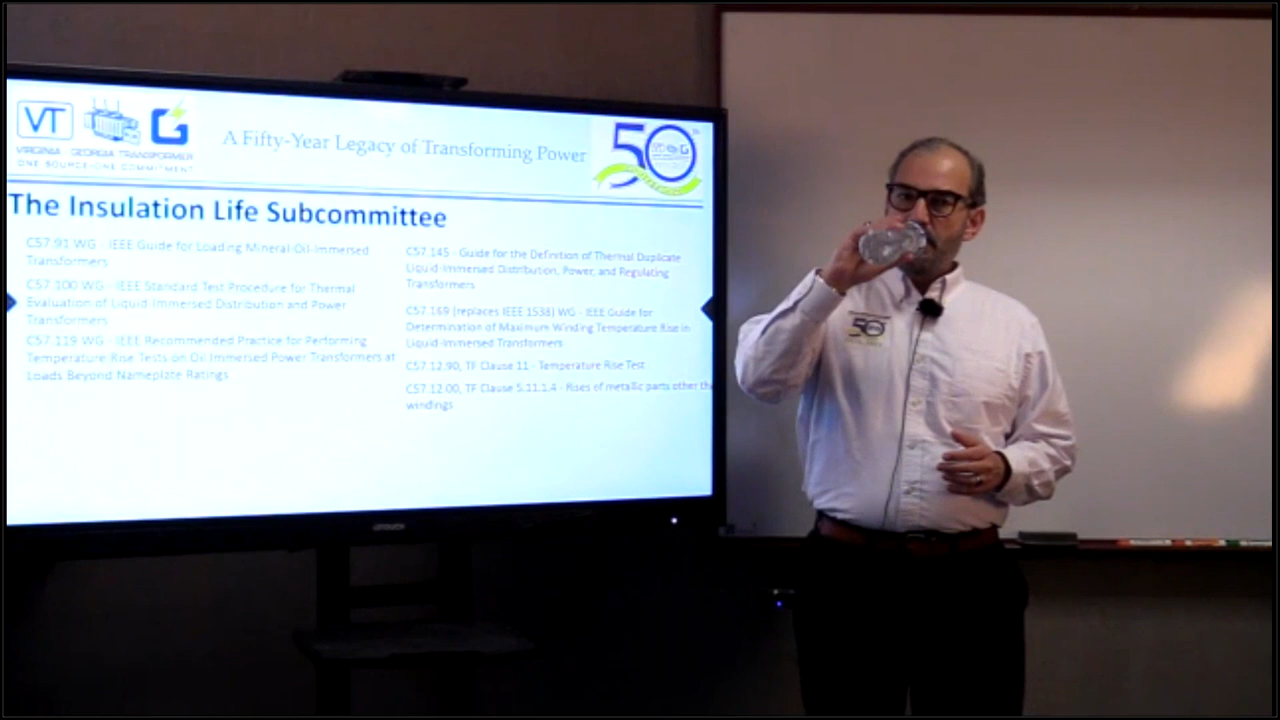 VT
G
VIRGINIA - GEORGIA TRANSFORMER
ONE SOURCE-ONE COMMITMENT
A Fifty-Year Legacy of Transforming Power
50
The Insulation Life Subcommittee
C57.91 WG - IEEE Guide for Loading Mineral-Oil-Immersed
Transformers
C57.100 WG - IEEE Standard Test Procedure for Thermal
Evaluation of Liquid-Immersed Distribution and Power
Transformers
C57.119 WG - IEEE Recommended Practice for Performing
Temperature Rise Tests on Oil Immersed Power Transformers at
Loads Beyond Nameplate Ratings
C57.145 - Guide for the Definition of Thermal Duplicate
Liquid-Immersed Distribution, Power, and Regulating
Transformers
C57.169 (replaces IEEE 1538) WG - IEEE Guide for
Determination of Maximum Winding Temperature Rise in
Liquid-Immersed Transformers
C57.12.90, TF Clause 11 - Temperature Rise Test
C57.12.00, TF Clause 5.11.1.4 - Rises of metallic parts other th
windings
50